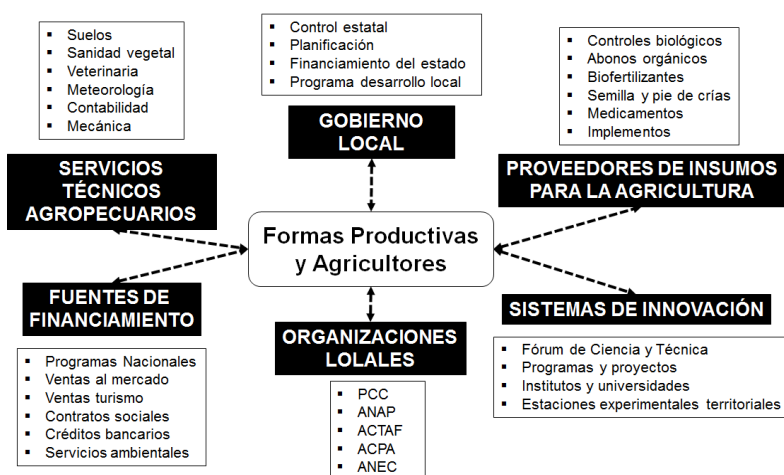 ▪ Suelos
▪ Sanidad vegetal
▪ Veterinaria
▪ Meteorología
▪ Contabilidad
▪ Mecánica
SERVICIOS
TÉCNICOS
AGROPECUARIOS
▪ Control estatal
▪ Planificación
▪ Financiamiento del estado
▪ Programa desarrollo local
GOBIERNO
LOCAL
▪ Controles biológicos
▪ Abonos orgánicos
▪ Biofertilizantes
▪ Semilla y pie de crías
▪ Medicamentos
▪ Implementos
PROVEEDORES DE INSUMOS
PARA LA AGRICULTURA
Formas Productivas
y Agricultores
FUENTES DE
FINANCIAMIENTO
▪ Programas Nacionales
▪ Ventas al mercado
▪ Ventas turismo
▪ Contratos sociales
▪ Créditos bancarios
▪ Servicios ambientales
ORGANIZACIONES
LOLALES
▪ PCC
▪ ANAP
▪ ACTAF
▪ ACPA
▪ ANEC
SISTEMAS DE INNOVACIÓN
▪ Fórum de Ciencia y Técnica
▪ Programas y proyectos
▪ Institutos y universidades
▪ Estaciones experimentales territoriales